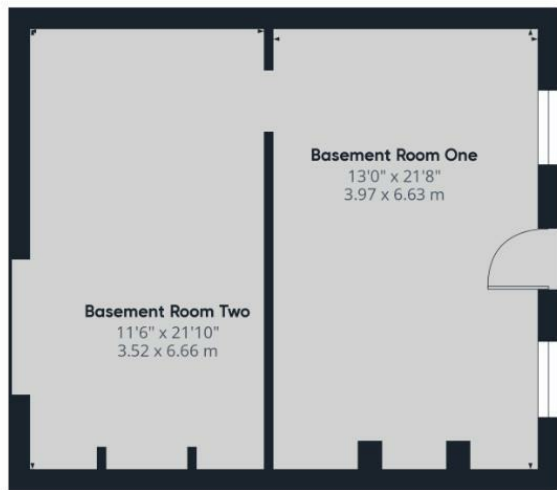 Basement Room One
13'0" x 21'8"
3.97 x 6.63 m
Basement Room Two
11'6" x 21'10"
3.52 x 6.66 m